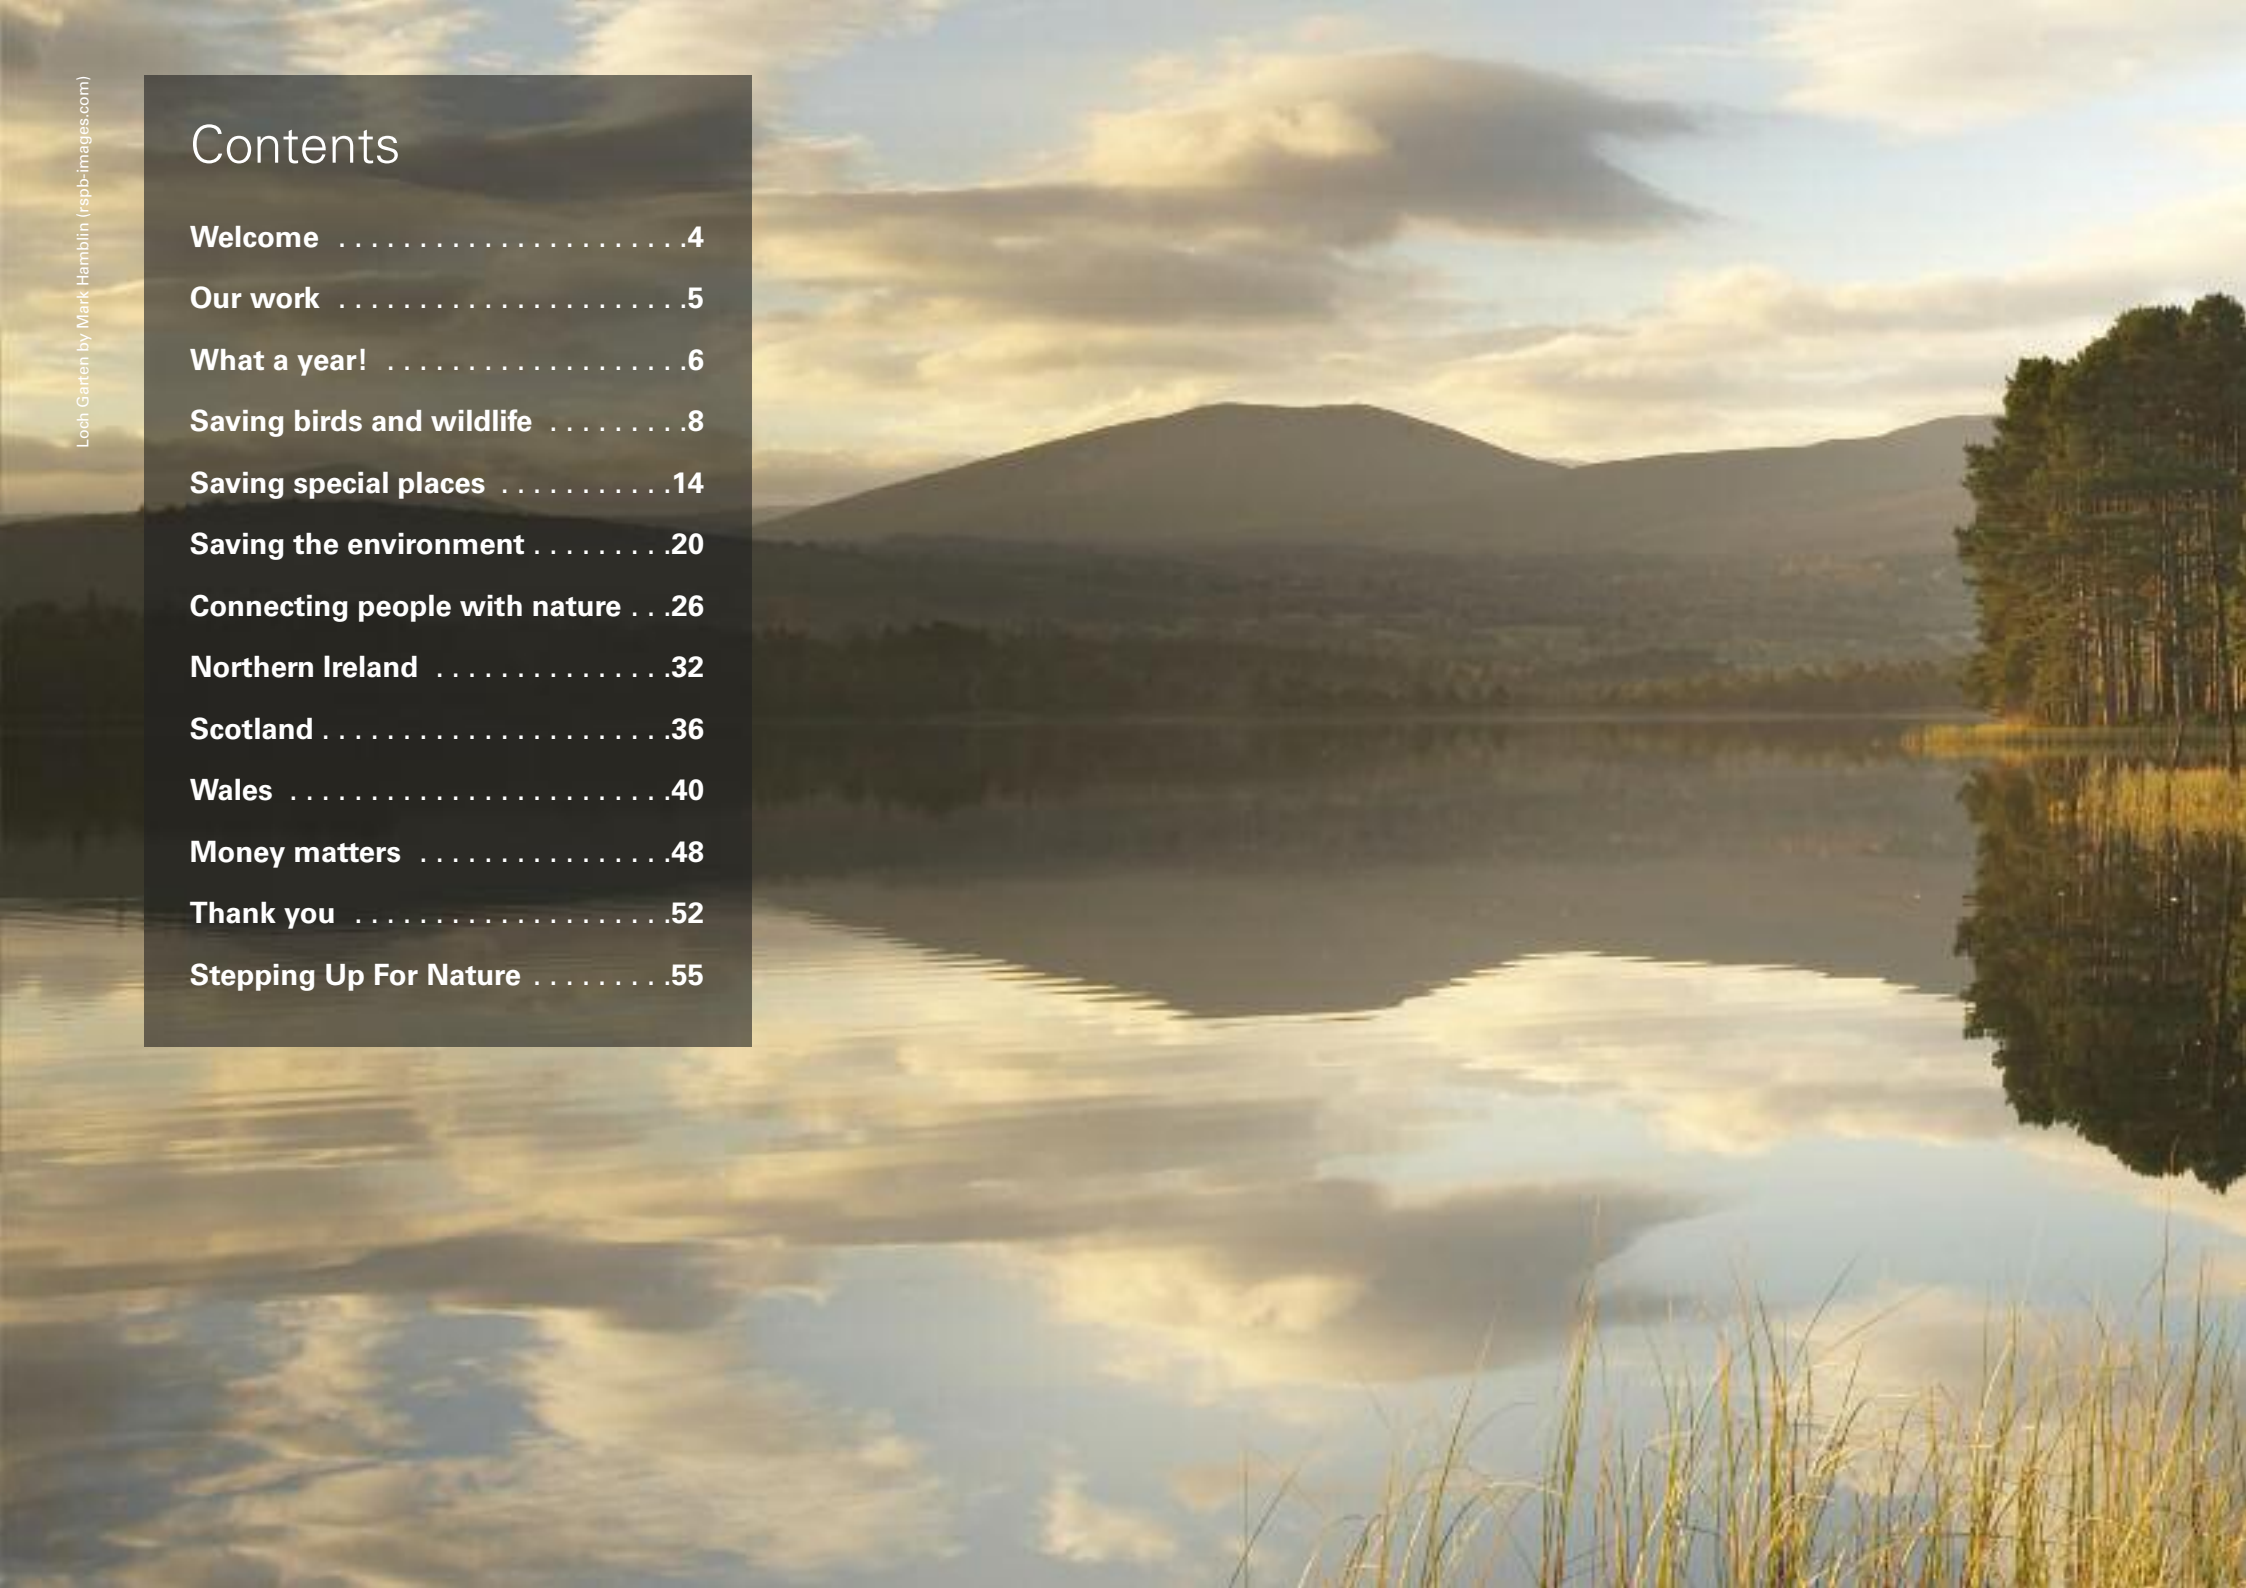 Loch Garten by Mark Hamblin (rspb-images.com)
Contents
Welcome . . . . . . . . . . . . . . . . . . . . . .4
Our work . . . . . . . . . . . . . . . . . . . . . .5
What a year! . . . . . . . . . . . . . . . . . . .6
Saving birds and wildlife . . . . . . . . .8
Saving special places . . . . . . . . . . .14
Saving the environment . . . . . . . . .20
Connecting people with nature . . .26
Northern Ireland . . . . . . . . . . . . . . .32
Scotland . . . . . . . . . . . . . . . . . . . . . .36
Wales . . . . . . . . . . . . . . . . . . . . . . . .40
Money matters . . . . . . . . . . . . . . . .48
Thank you . . . . . . . . . . . . . . . . . . . .52
Stepping Up For Nature . . . . . . . . .55